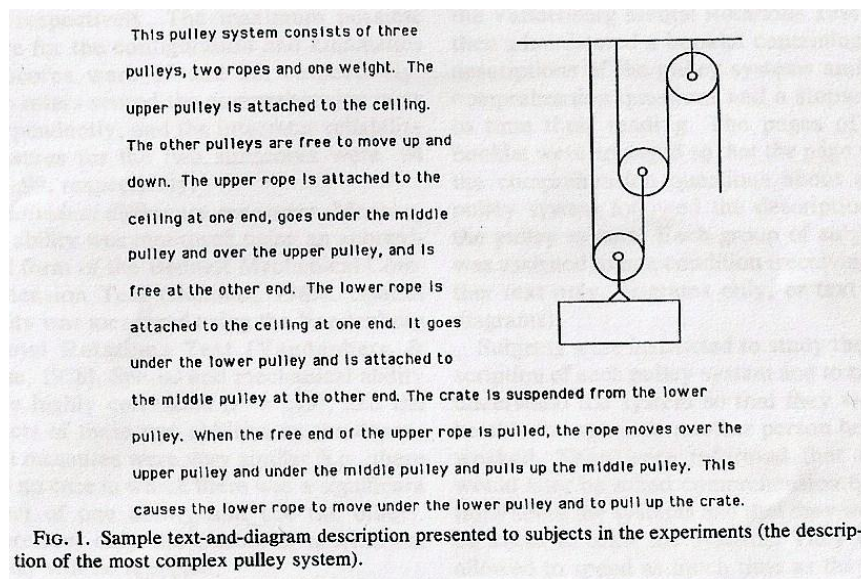 This pulley system consists of three
pulleys, two ropes and one weight. The
upper pulley is attached to the ceiling.
The other pulleys are free to move up and
down. The upper rope is attached to the
ceiling at one end, goes under the middle
pulley and over the upper pulley, and is
free at the other end. The lower rope is
attached to the ceiling at one end. It goes
under the lower pulley and is attached to
the middle pulley at the other end. The crate is suspended from the lower
pulley. When the free end of the upper rope is pulled, the rope moves over the
upper pulley and under the middle pulley and pulls up the middle pulley. This
causes the lower rope to move under the lower pulley and to pull up the crate.
FIG. 1. Sample text-and-diagram description presented to subjects in the experiments (the descrip-
tion of the most complex pulley system).